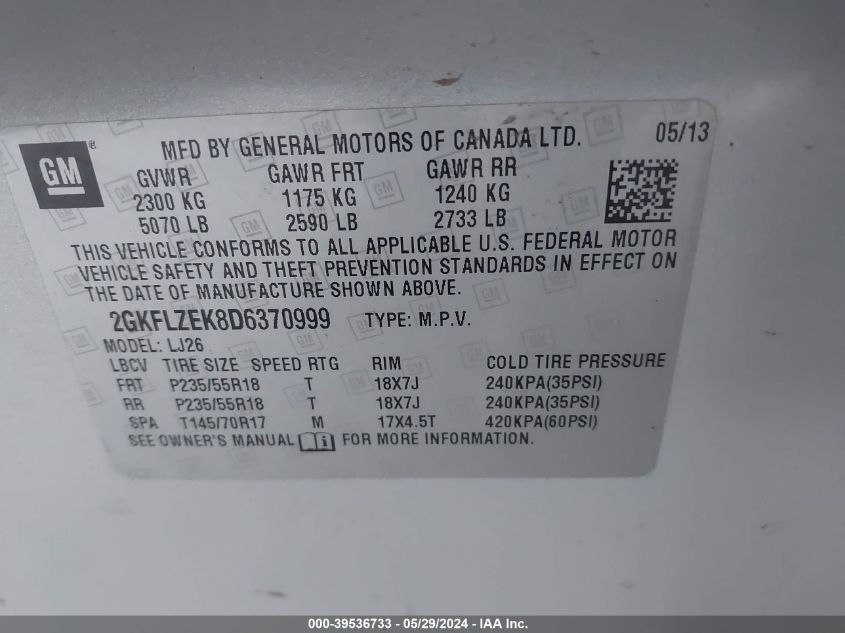 GM® MFD BY GENERAL MOTORS OF CANADA LTD. 05/13
GVWR GAWR FRT GAWR RR
2300 KG 1175 KG 1240 KG
5070 LB 2590 LB 2733 LB
THIS VEHICLE CONFORMS TO ALL APPLICABLE U.S. FEDERAL MOTOR
VEHICLE SAFETY AND THEFT PREVENTION STANDARDS IN EFFECT ON
THE DATE OF MANUFACTURE SHOWN ABOVE.
2GKFLZEK8D6370999 TYPE: M.P.V.
MODEL: LJ26
LBCV TIRE SIZE SPEED RTG RIM COLD TIRE PRESSURE
FRT P235/55R18 T 18X7J 240KPA(35PSI)
RR P235/55R18 T 18X7J 240KPA(35PSI)
SPA T145/70R17 M 17X4.5T 420KPA(60PSI)
SEE OWNER'S MANUAL FOR MORE INFORMATION.
000-39536733 - 05/29/2024 - IAA Inc.